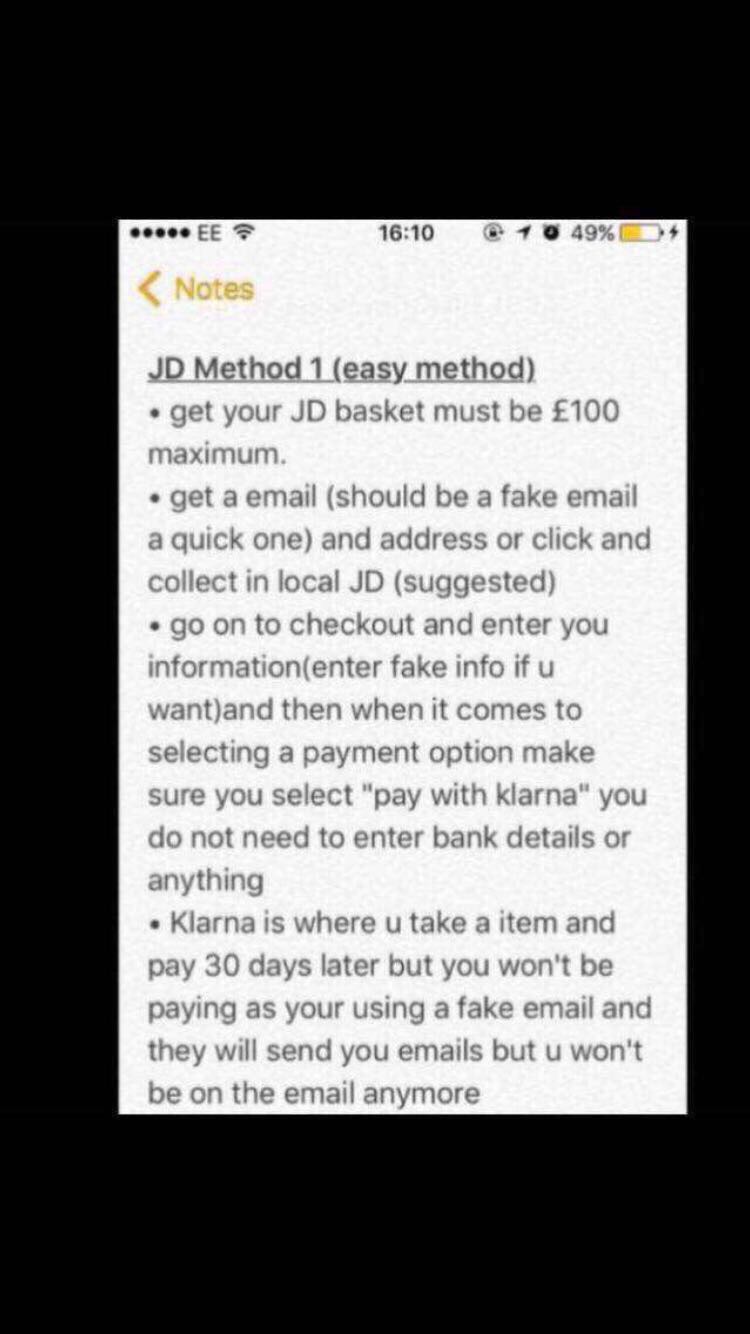 EE 16:10 49%
Notes
JD Method 1 (easy method)
• get your JD basket must be £100
maximum.
• get a email (should be a fake email
a quick one) and address or click and
collect in local JD (suggested)
• go on to checkout and enter you
information(enter fake info if u
want)and then when it comes to
selecting a payment option make
sure you select "pay with klarna" you
do not need to enter bank details or
anything
• Klarna is where u take a item and
pay 30 days later but you won't be
paying as your using a fake email and
they will send you emails but u won't
be on the email anymore